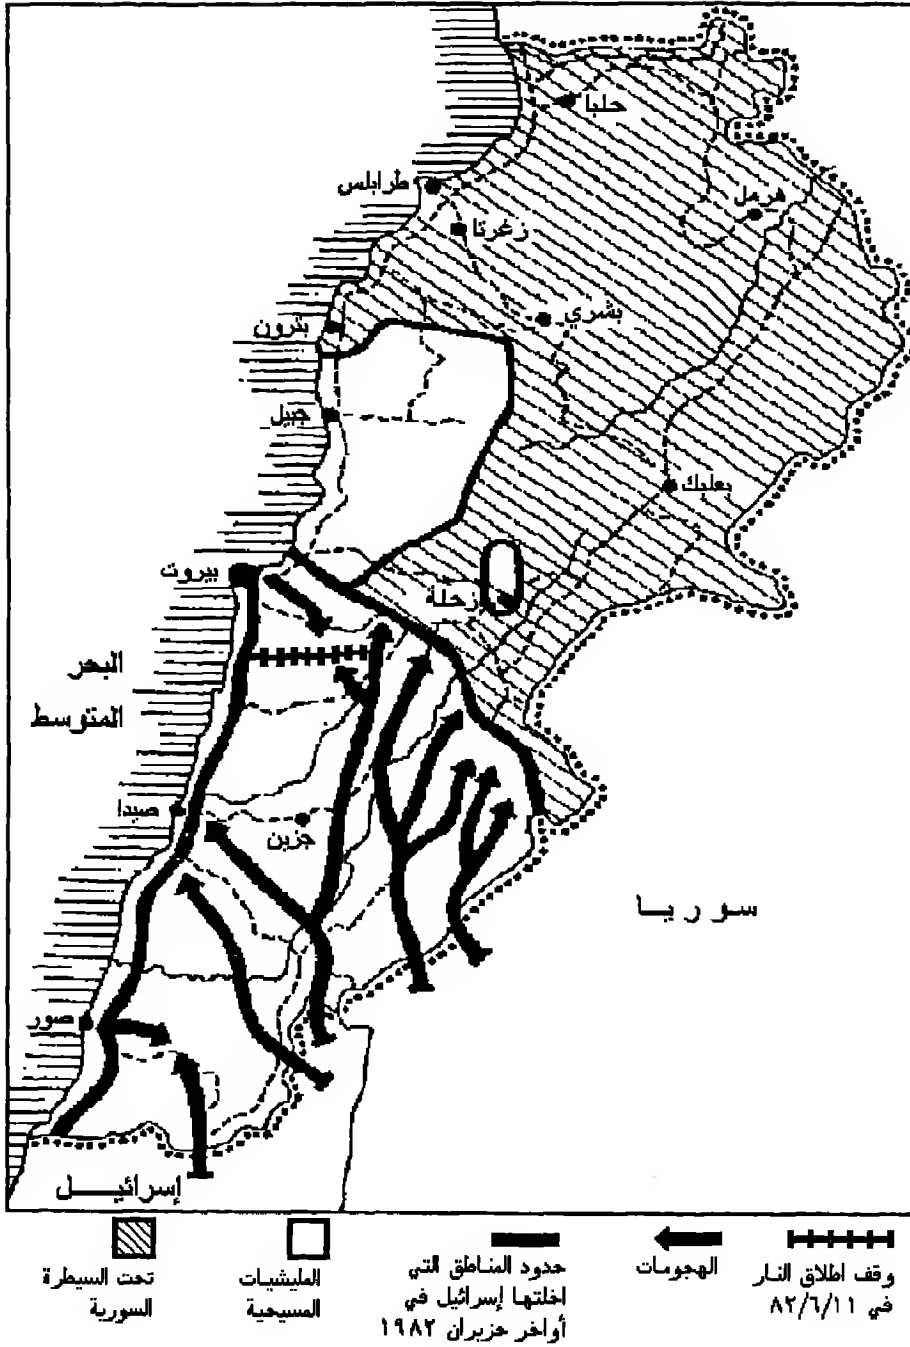 حلبا
طرابلس
هرمل
زغرتا
بشري
بترون
جبيل
بعلبك
بيروت
زحلة
البحر
المتوسط
صيدا
جزين
سوريا
صور
إسرائيل
وقف اطلاق النار
في ٨٢/٦/١١
الهجومات
حدود المناطق التي
احلتها إسرائيل في
أواخر حزيران ١٩٨٢
المليشيات
المسيحية
تحت السيطرة
السورية